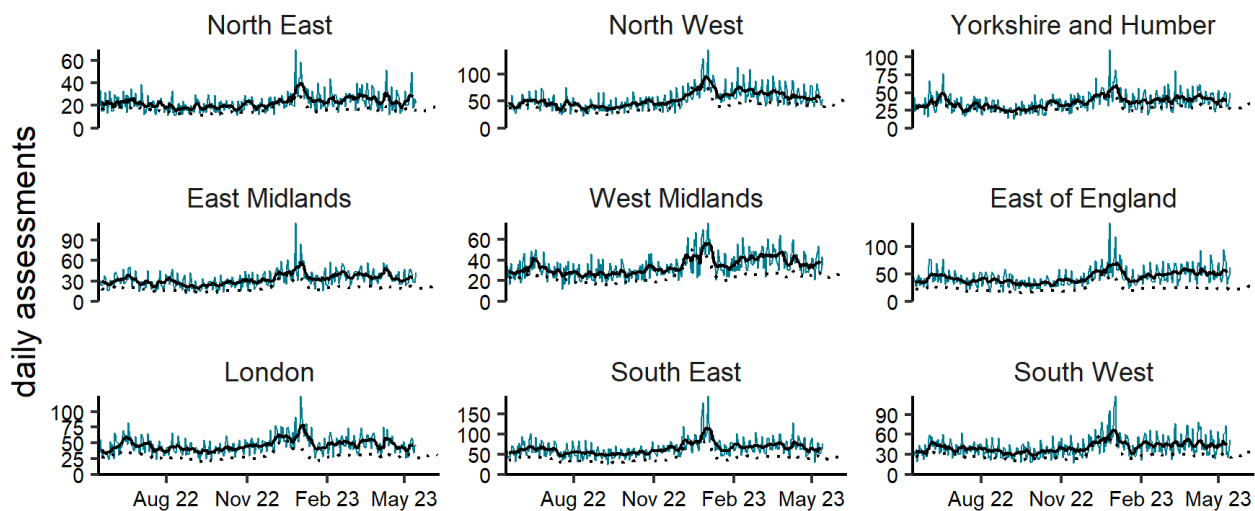 daily assessments
North East
60
40
20
0
North West
100
50
0
Yorkshire and Humber
100
75
50
25
0
East Midlands
90
60
30
0
West Midlands
60
40
20
0
East of England
100
50
0
London
100
75
50
25
0
South East
150
100
50
0
South West
90
60
30
0
Aug 22 Nov 22 Feb 23 May 23
Aug 22 Nov 22 Feb 23 May 23
Aug 22 Nov 22 Feb 23 May 23